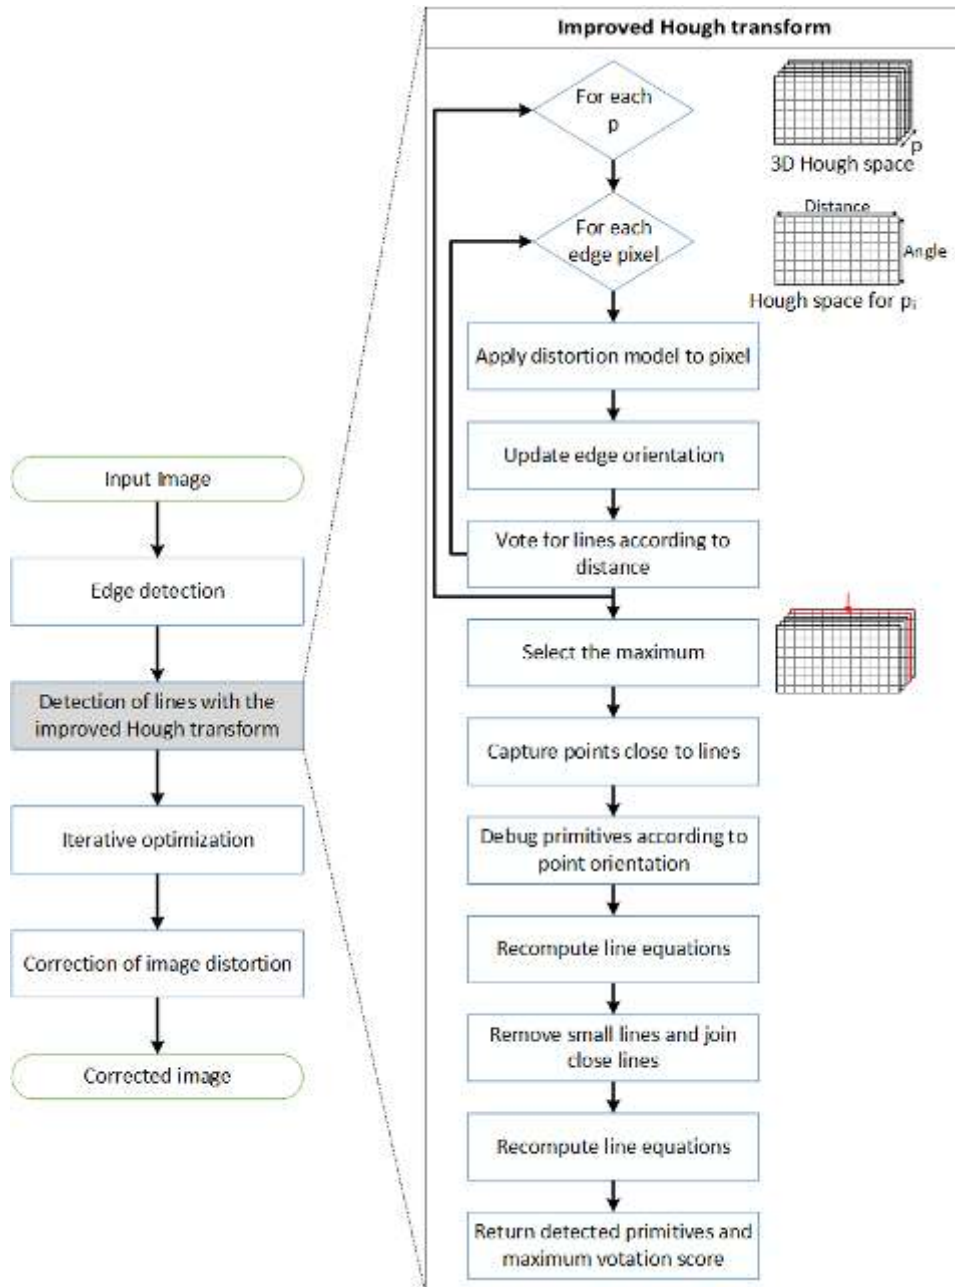 Improved Hough transform
For each
p
p
3D Hough space
For each
edge pixel
Distance
Angle
Hough space for pᵢ
Apply distortion model to pixel
Update edge orientation
Vote for lines according to
distance
Select the maximum
Capture points close to lines
Debug primitives according to
point orientation
Recompute line equations
Remove small lines and join
close lines
Recompute line equations
Return detected primitives and
maximum votation score
Input Image
Edge detection
Detection of lines with the
improved Hough transform
Iterative optimization
Correction of image distortion
Corrected image